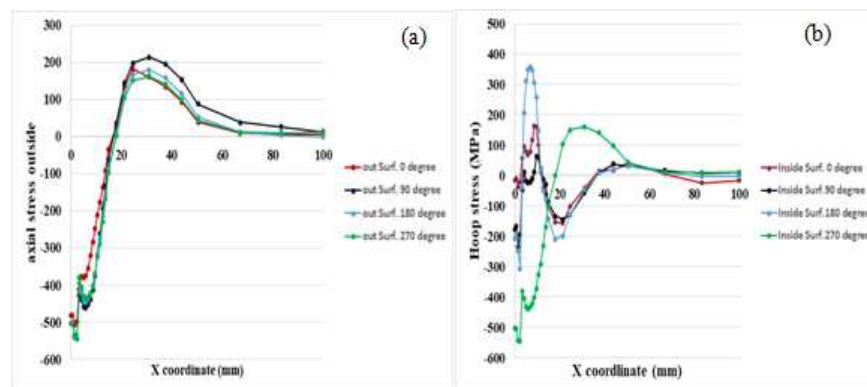 (a)
axial stress outside
300
200
100
0
-100
-200
-300
-400
-500
-600
0 20 40 60 80 100
out Surf. 0 degree
out Surf. 90 degree
out Surf. 180 degree
out Surf. 270 degree
X coordinate (mm)
(b)
Hoop stress (MPa)
500
400
300
200
100
0
-100
-200
-300
-400
-500
-600
0 20 40 60 80 100
Inside Surf. 0 degree
Inside Surf.90 degree
Inside Surf.180 degree
Inside Surf.270 degree
X coordlinate (mm)